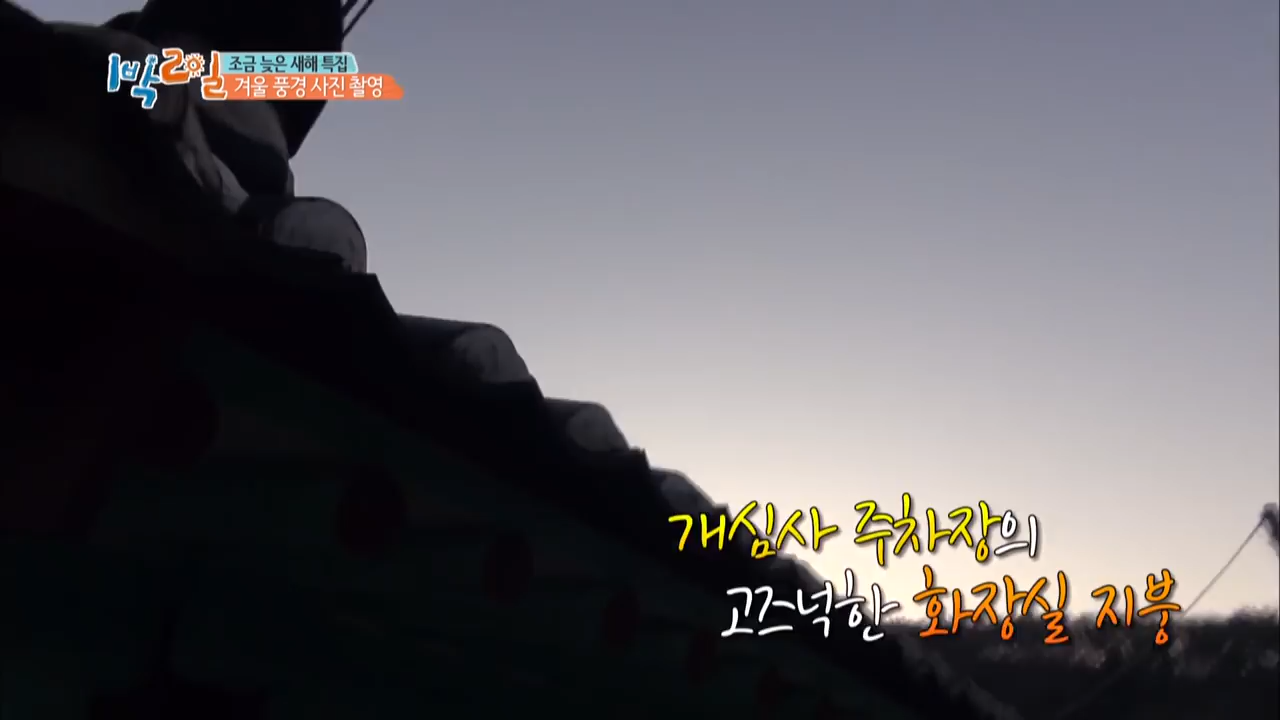 1박2일
조금 늦은 새해 특집
겨울 풍경 사진 촬영
개심사 주차장의
고즈넉한 화장실 지붕